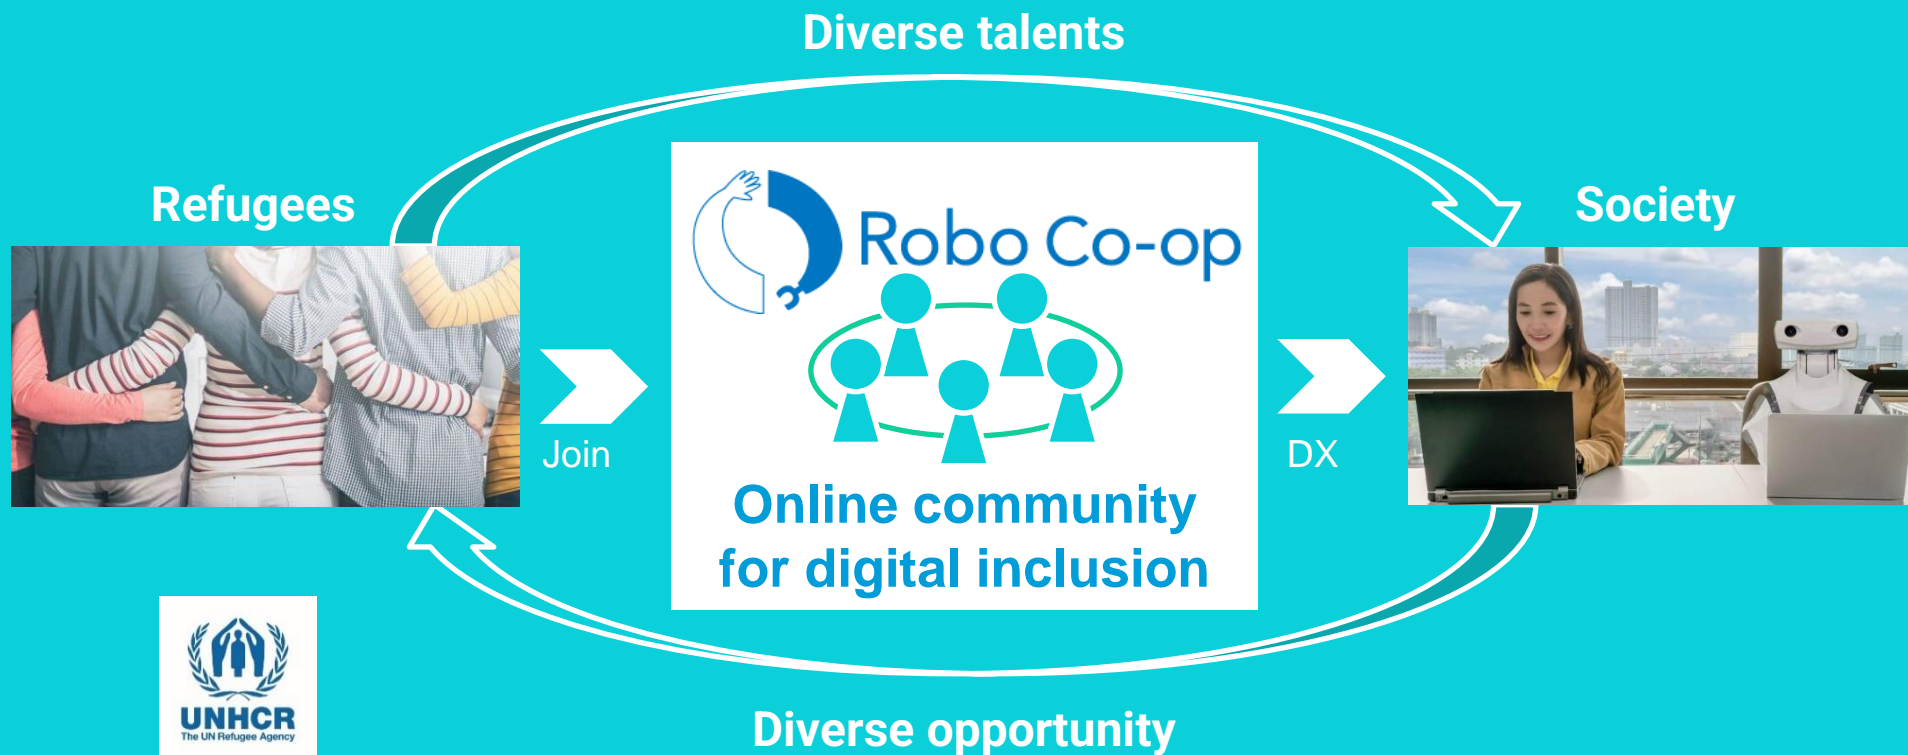 Diverse talents
Refugees
Society
Robo Co-op
Join
DX
Online community
for digital inclusion
UNHCR
The UN Refugee Agency
Diverse opportunity